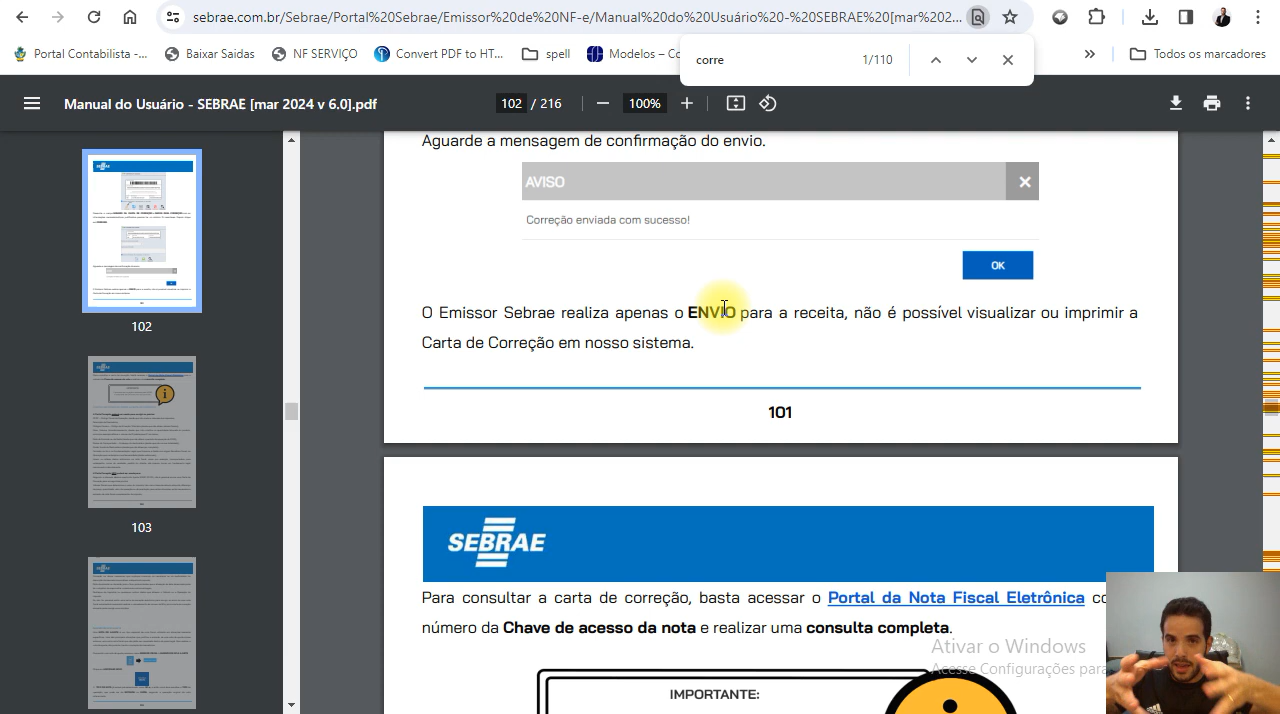 sebrae.com.br/Sebrae/Portal%20Sebrae/Emissor%20de%20NF-e/Manual%20do%20Usuário%20-%20SEBRAE%20[mar%202...
Portal Contabilista -...
Baixar Saidas
NF SERVIÇO
Convert PDF to HT...
spell
Modelos – Co
corre
1/110
»
Todos os marcadores
Manual do Usuário - SEBRAE [mar 2024 v 6.0].pdf
102 / 216
100%
Aguarde a mensagem de confirmação do envio.
AVISO
Correção enviada com sucesso!
OK
O Emissor Sebrae realiza apenas o ENVIO para a receita, não é possível visualizar ou imprimir a
Carta de Correção em nosso sistema.
101
SEBRAE
Para consultar a carta de correção, basta acessar o Portal da Nota Fiscal Eletrônica co
número da Chave de acesso da nota e realizar uma consulta completa.
IMPORTANTE:
102
103
Ativar o Windows
Acesse Configurações para